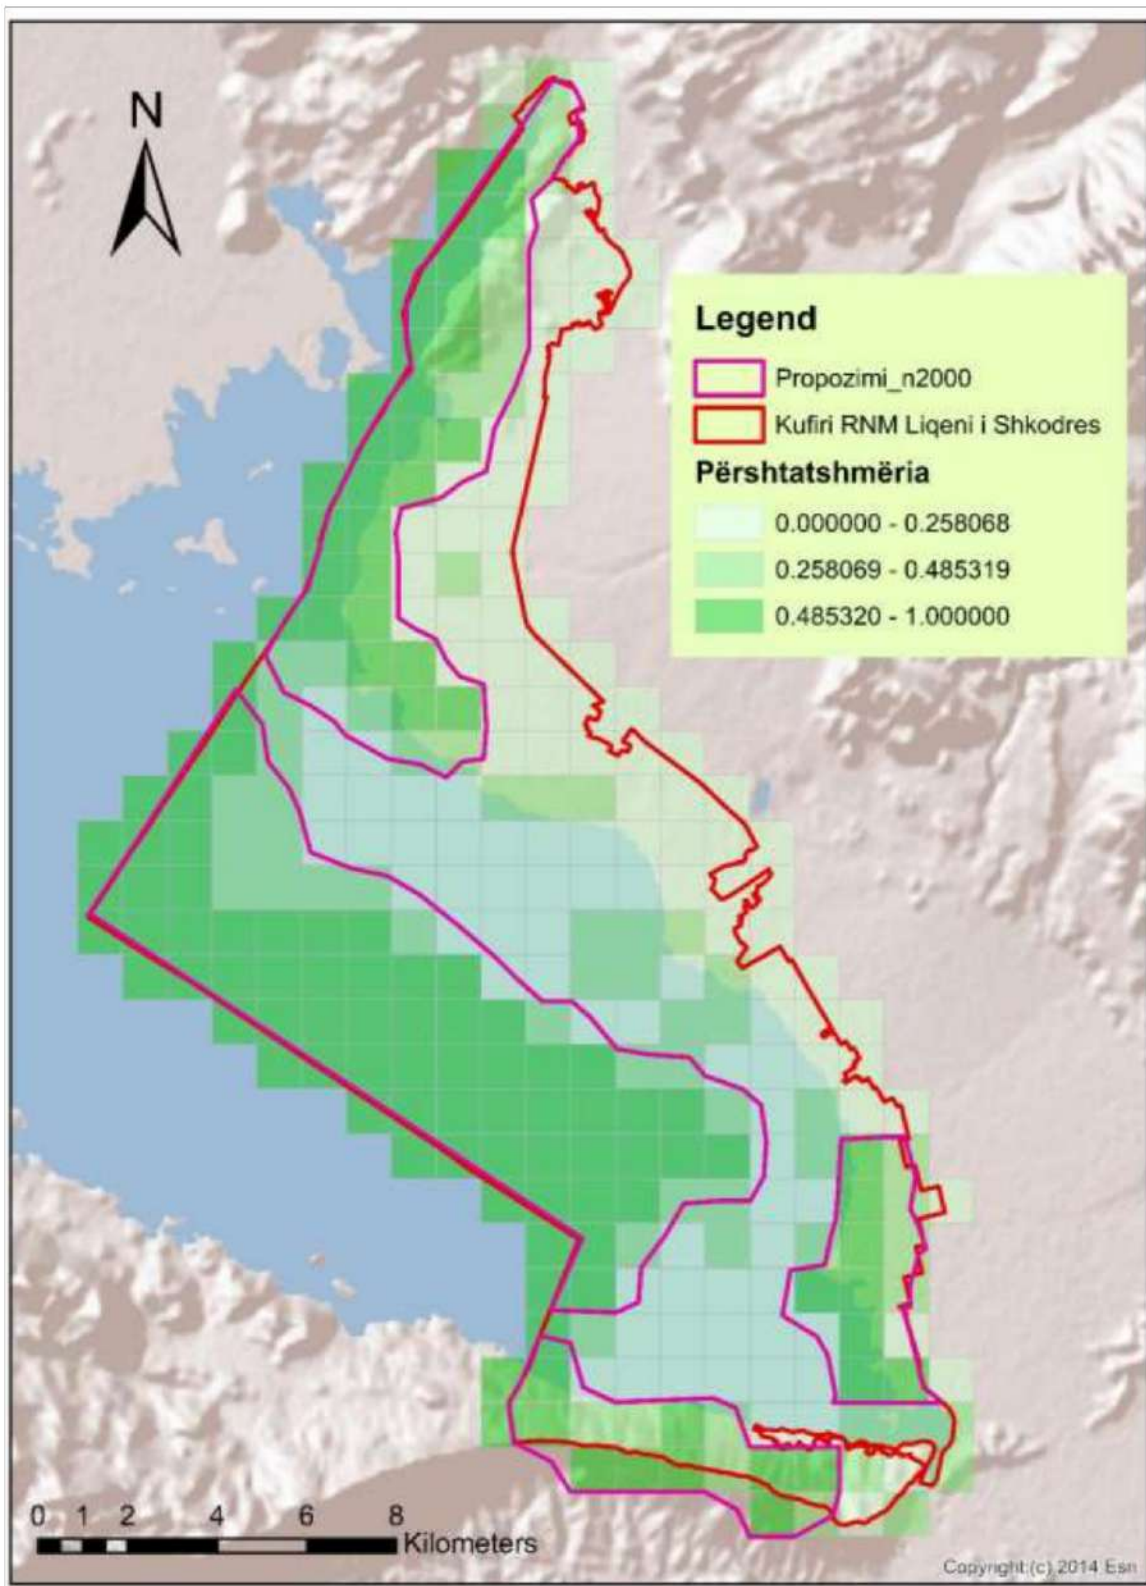 N
Legend
Propozimi_n2000
Kufiri RNM Liqeni i Shkodres
Përshtatshmëria
0.000000 - 0.258068
0.258069 - 0.485319
0.485320 - 1.000000
0 1 2 4 6 8
Kilometers
Copyright:(c) 2014 Esri